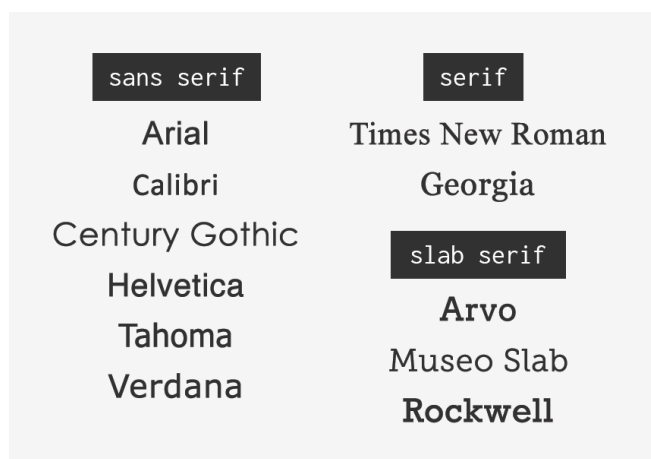 sans serif
Arial
Calibri
Century Gothic
Helvetica
Tahoma
Verdana
serif
Times New Roman
Georgia
slab serif
Arvo
Museo Slab
Rockwell